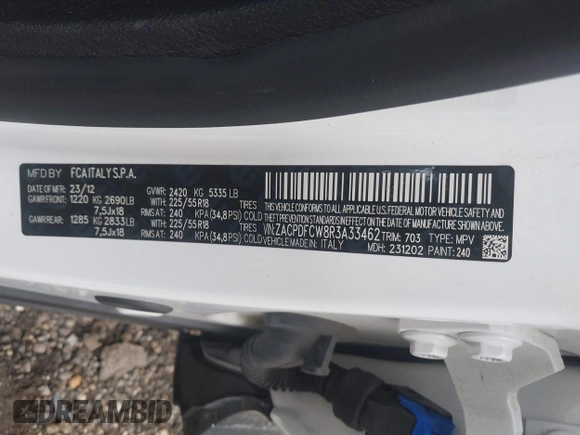 MFD BY FCA ITALY S.P.A.
DATE OF MFR 23/12 GVWR: 2420 KG 5335 LB
GAWR FRONT: 1220 KG 2690LB WITH: 225/55R18 TIRES
7,5Jx18 RIMS AT: 240 KPA (34,8PSI) COLD
GAWR REAR: 1285 KG 2833LB WITH: 225/55R18 TIRES
7,5Jx18 RIMS AT: 240 KPA (34,8 PSI) COLD
THIS VEHICLE CONFORMS TO ALL APPLICABLE U.S.A. FEDERAL MOTOR
VEHICLE SAFETY, BUMPER, AND THEFT PREVENTION STANDARDS
IN EFFECT ON THE DATE OF MANUFACTURE SHOWN ABOVE.
VIN: ZACPDFCW8R3A33462 TRIM: 703 TYPE: MPV
VEHICLE MADE IN: ITALY MDH: 231202 PAINT: 240
DREAMBID